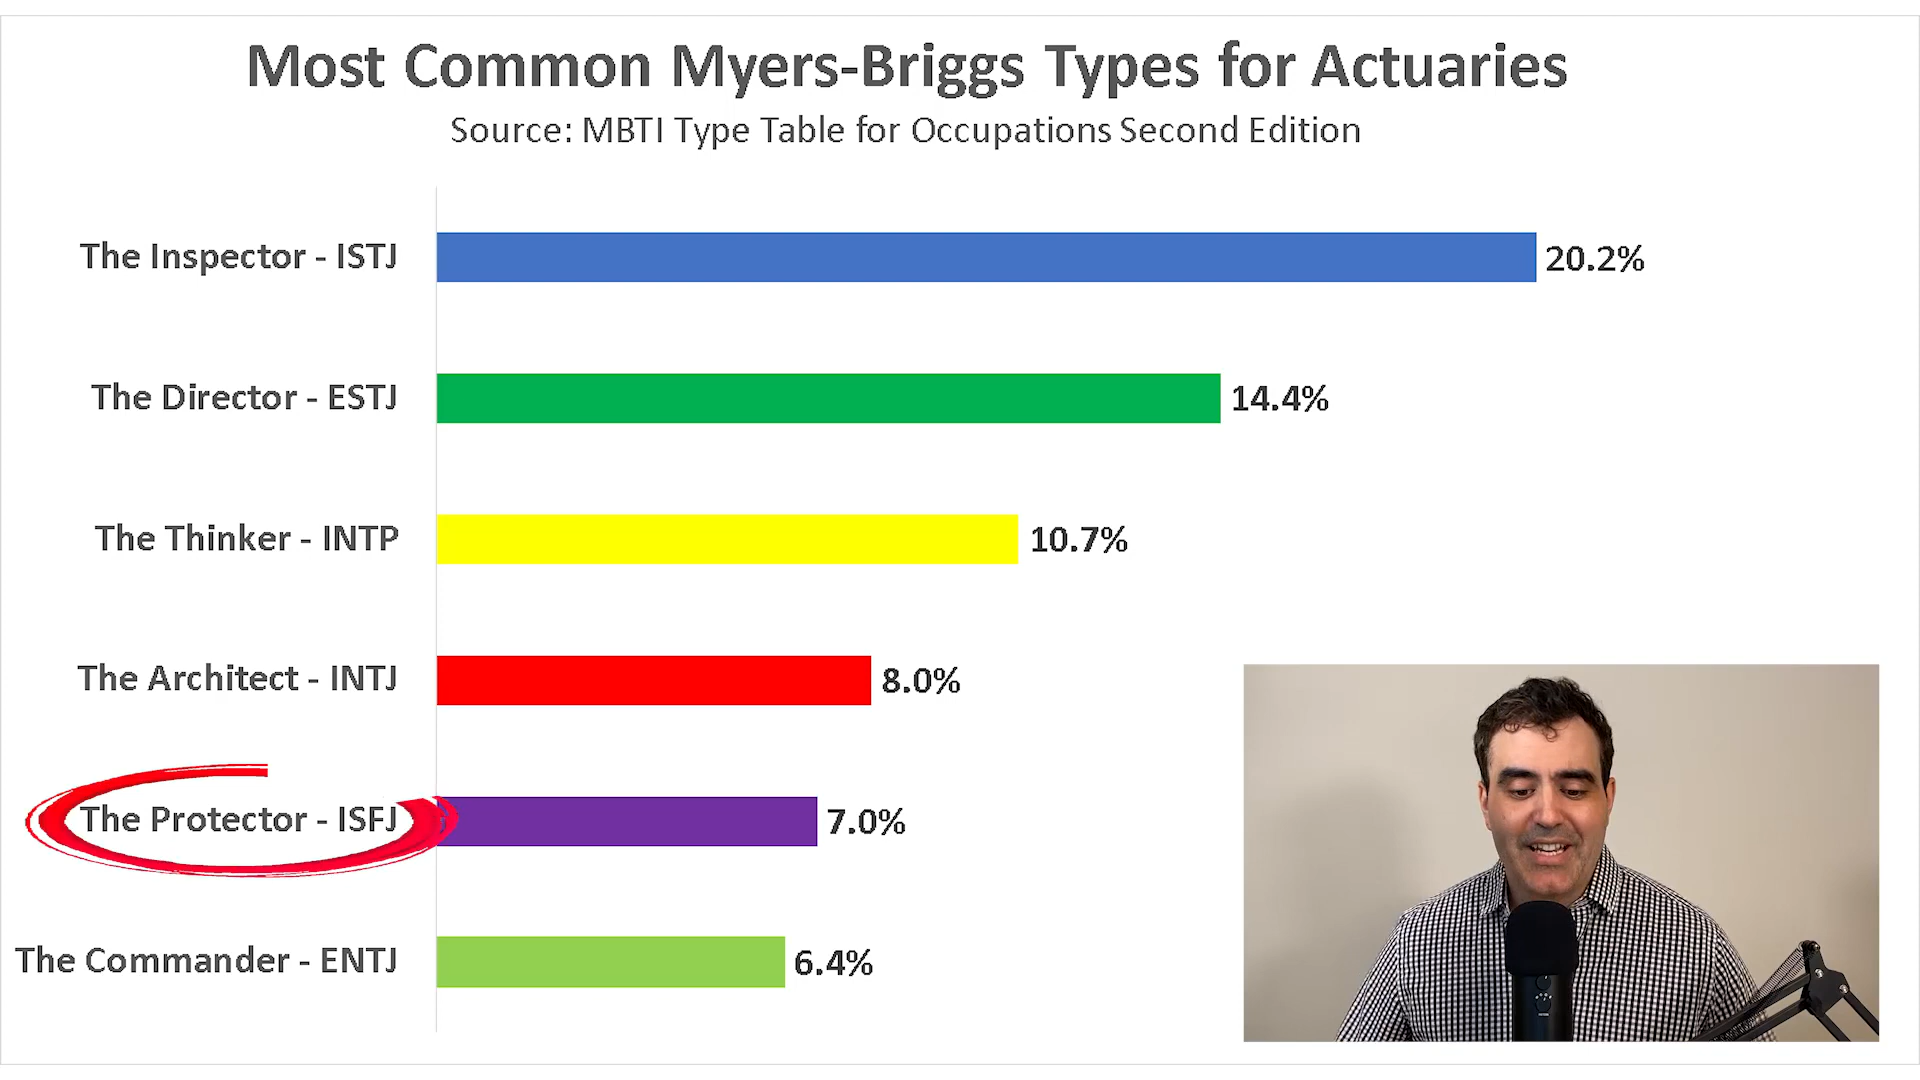 Most Common Myers-Briggs Types for Actuaries
Source: MBTI Type Table for Occupations Second Edition
The Inspector - ISTJ
20.2%
The Director - ESTJ
14.4%
The Thinker - INTP
10.7%
The Architect - INTJ
8.0%
The Protector - ISFJ
7.0%
The Commander - ENTJ
6.4%